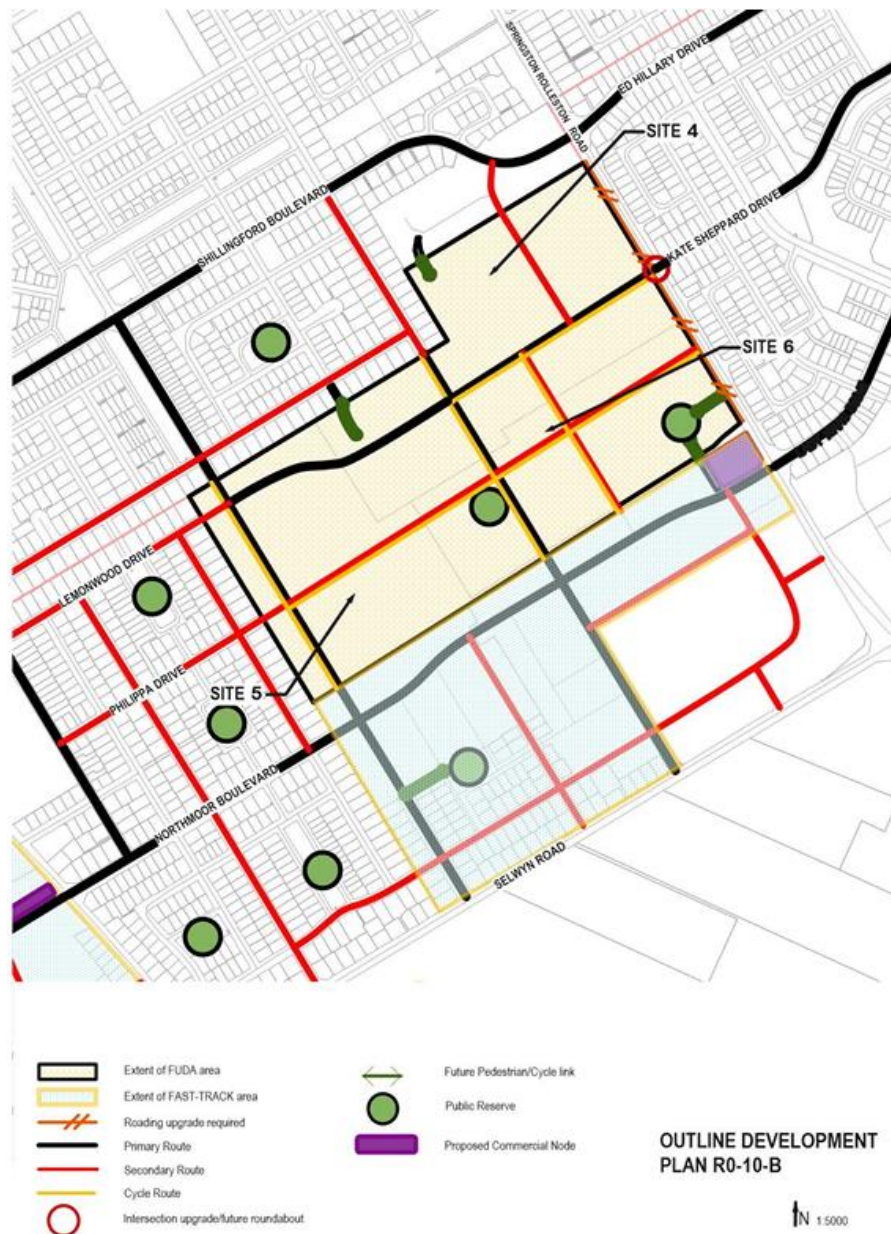 SPRINGSTON ROLLESTON ROAD
ED HILLARY DRIVE
SITE 4
SHILLINGFORD BOULEVARD
KATE SHEPPARD DRIVE
SITE 6
LEMONWOOD DRIVE
PHILIPPA DRIVE
SITE 5
NORTHMOOR BOULEVARD
SELWYN ROAD
Extent of FUDA area
Extent of FAST-TRACK area
Roading upgrade required
Primary Route
Secondary Route
Cycle Route
Intersection upgrade/future roundabout
Future Pedestrian/Cycle link
Public Reserve
Proposed Commercial Node
OUTLINE DEVELOPMENT
PLAN R0-10-B
N 1:5000